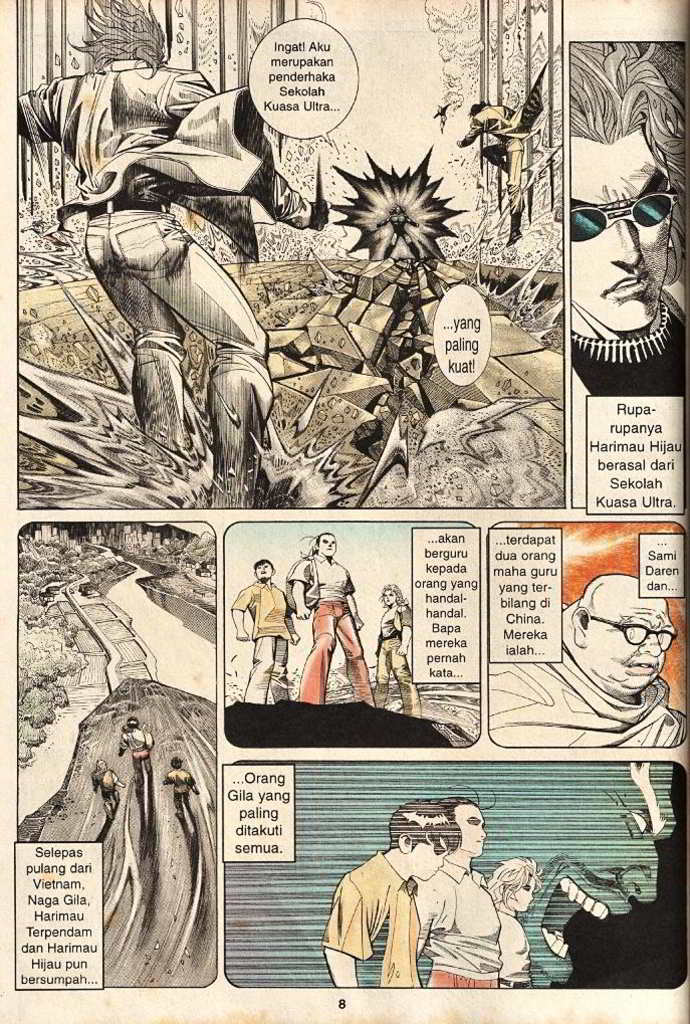 Ingat! Aku
merupakan
penderhaka
Sekolah
Kuasa Ultra...
...yang
paling
kuat!
Rupa-
rupanya
Harimau Hijau
berasal dari
Sekolah
Kuasa Ultra.
Selepas
pulang dari
Vietnam,
Naga Gila,
Harimau
Terpendam
dan Harimau
Hijau pun
bersumpah...
...akan
berguru
kepada
orang yang
handal-
handal.
Bapa
mereka
pernah
kata...
...terdapat
dua orang
maha guru
yang ter-
bilang di
China.
Mereka
ialah...
...
Sami
Daren
dan...
...Orang
Gila yang
paling
ditakuti
semua.
8